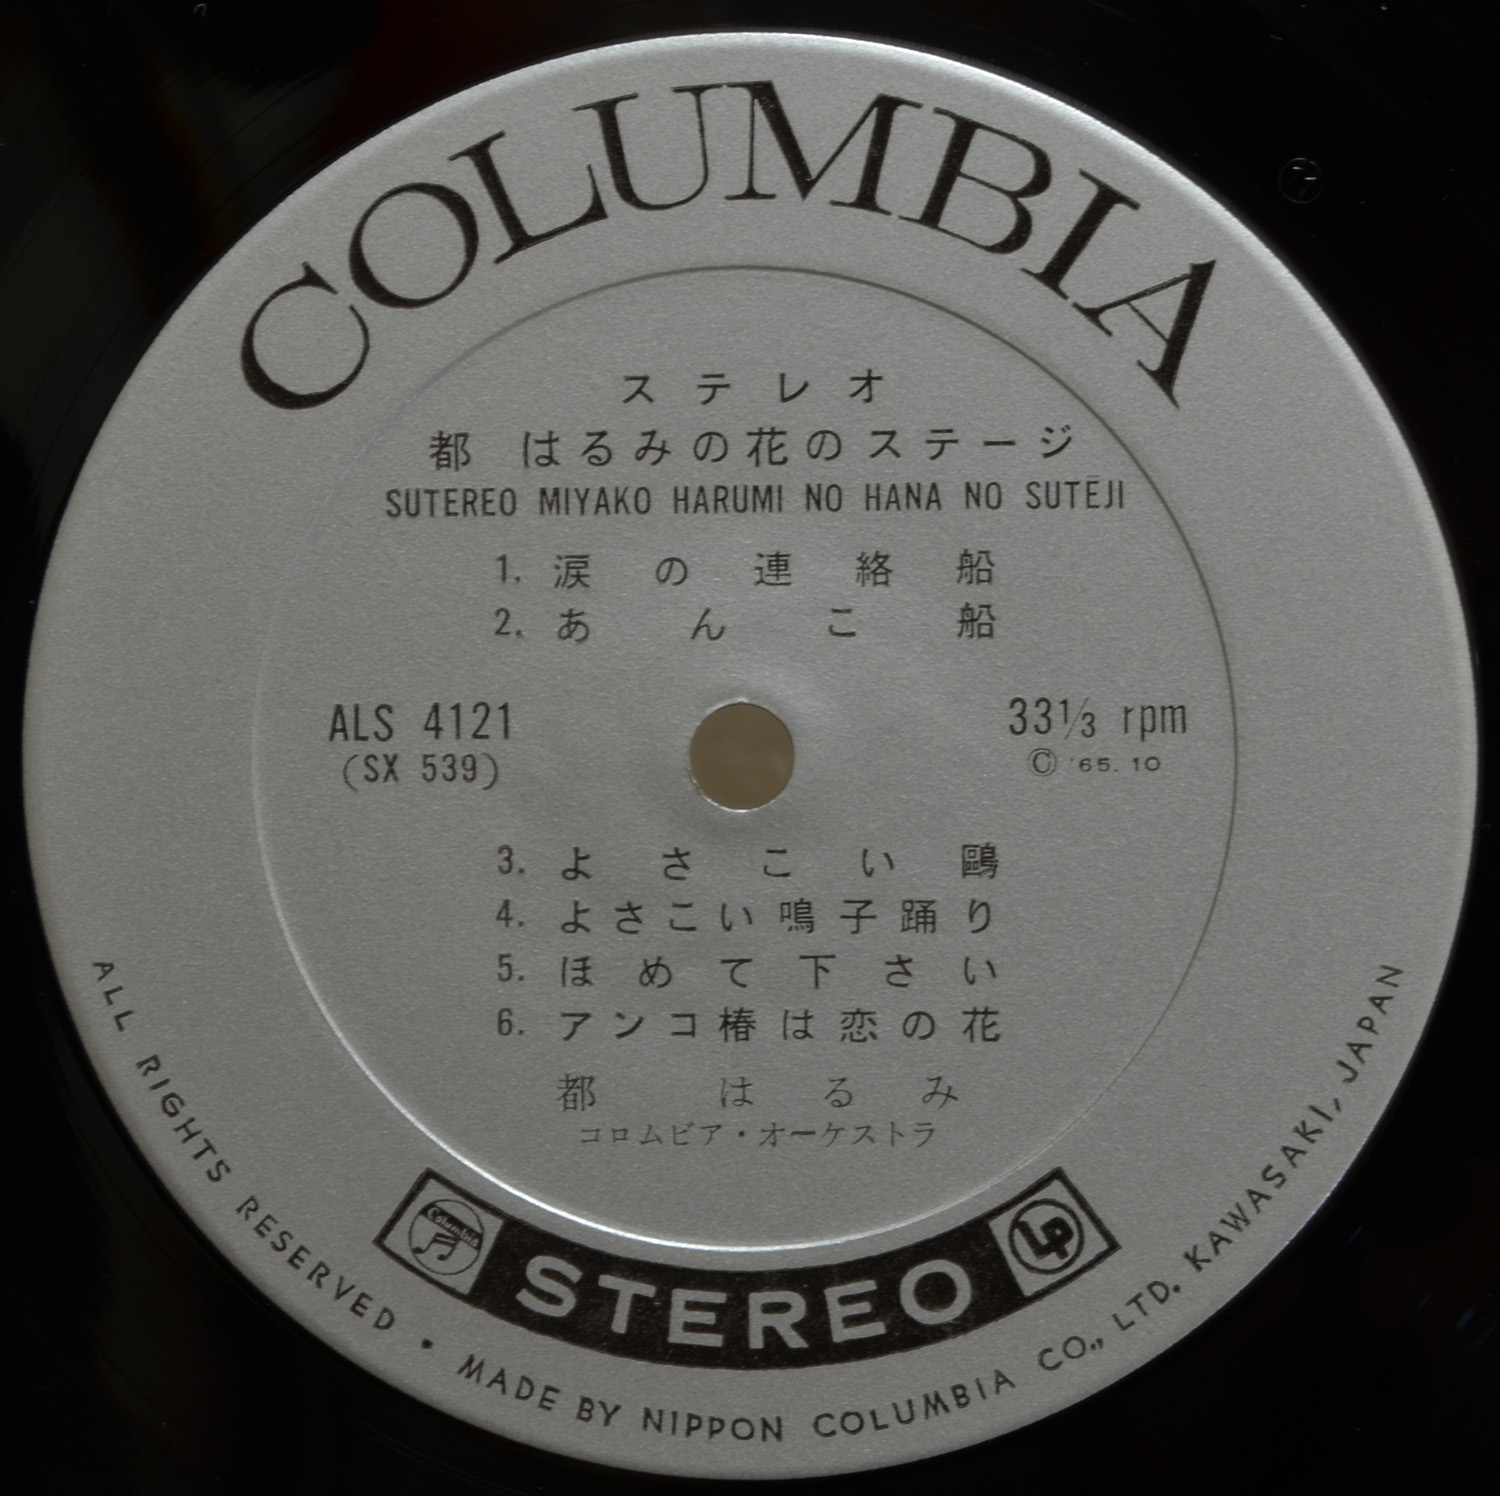 COLUMBIA
ステレオ
都 はるみの花のステージ
SUTEREO MIYAKO HARUMI NO HANA NO SUTĒJI
1. 涙の連絡船
2. あんこ船
ALS 4121
(SX 539)
33⅓ rpm
Ⓒ '65. 10
3. よさこい鷗
4. よさこい鳴子踊り
5. ほめて下さい
6. アンコ椿は恋の花
都 はるみ
コロムビア・オーケストラ
Columbia
STEREO
LP
ALL RIGHTS RESERVED • MADE BY NIPPON COLUMBIA CO., LTD. KAWASAKI, JAPAN